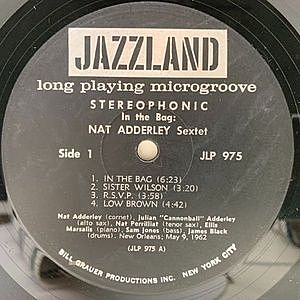 JAZZLAND
long playing microgroove
STEREOPHONIC
In the Bag:
NAT ADDERLEY Sextet
Side 1 JLP 975
1. IN THE BAG (6:23)
2. SISTER WILSON (3:20)
3. R.S.V.P. (3:58)
4. LOW BROWN (4:42)
Nat Adderley (cornet), Julian "Cannonball" Adderley
(alto sax), Nat Perrilliat (tenor sax), Ellis
Marsalis (piano), Sam Jones (bass), James Black
(drums). New Orleans; May 9, 1962
(JLP 975 A)
BILL GRAUER PRODUCTIONS INC. NEW YORK CITY